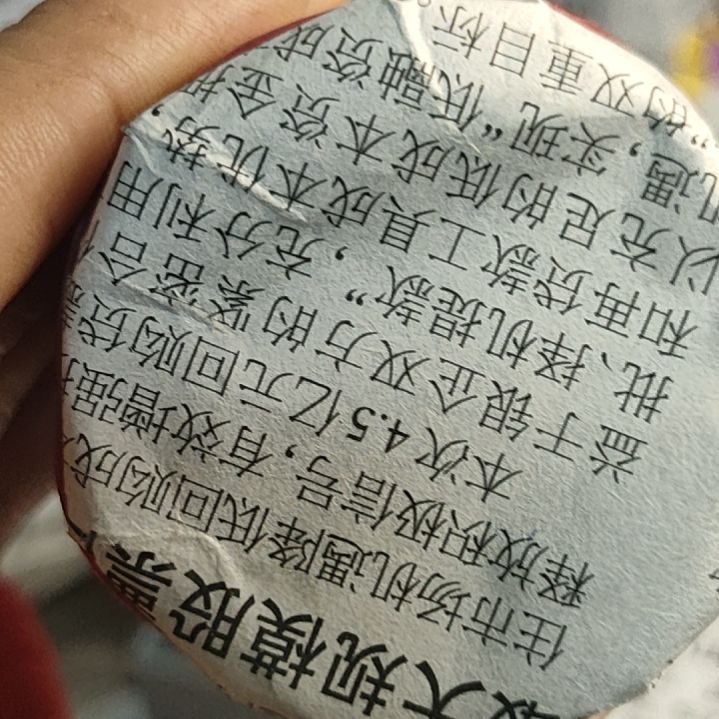 大规模股票
住市场机遇降低回购成
释放积极信号，有效增强
本次4.5亿元回购贷
益于银企双方的紧密合
批、择机提款”，充分利用
和再贷款工具成本优势，
以充足的低成本资金
机遇，实现“低融资成
”的双重目标。